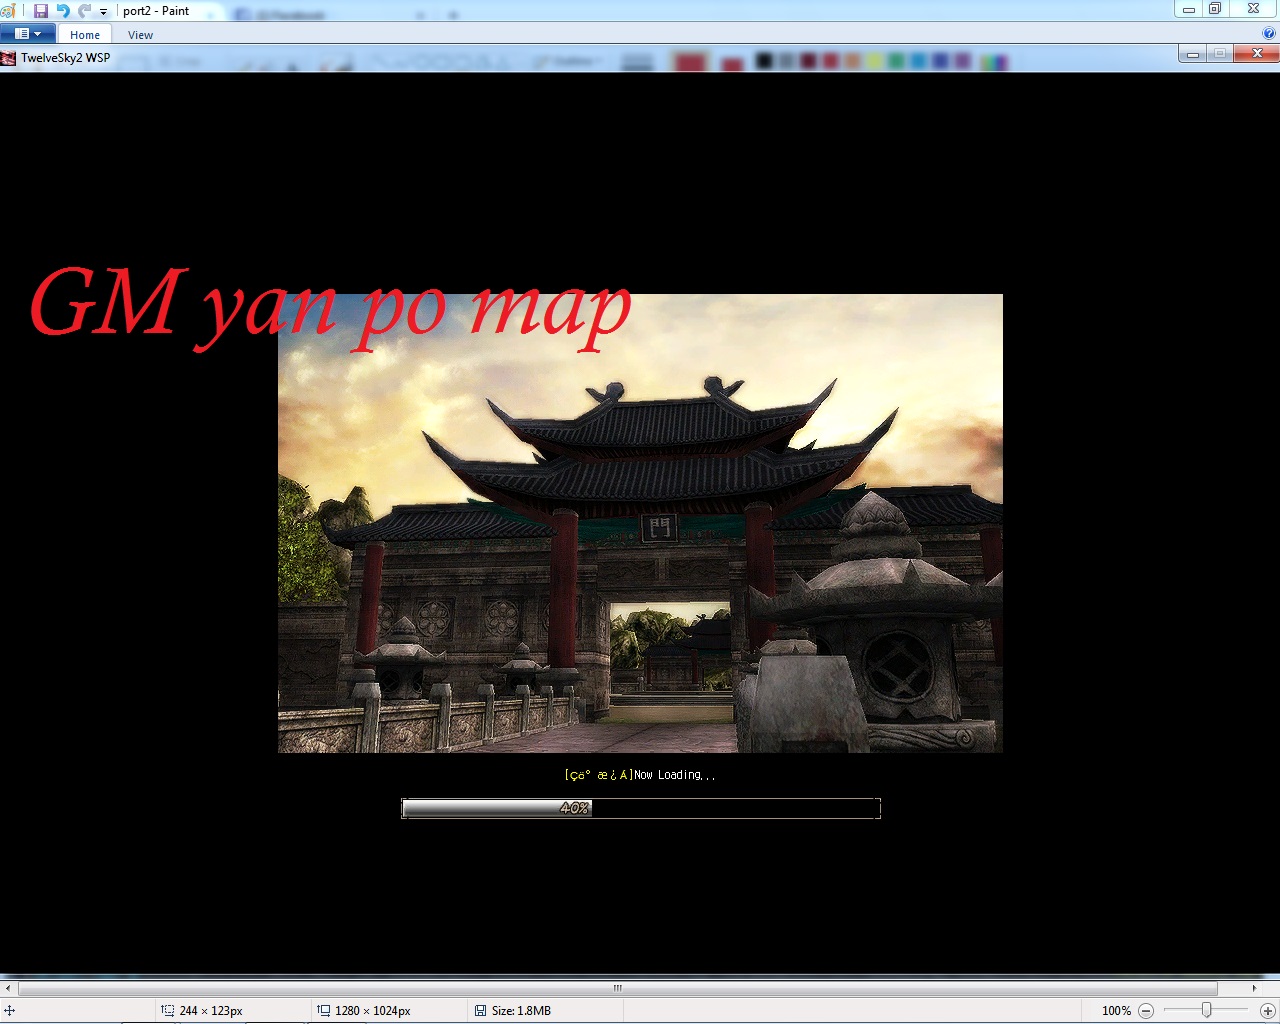 port2 - Paint
Home
View
TwelveSky2 WSP
GM yan po map
門
[çäº æ¿Á]Now Loading...
40%
244 × 123px
1280 × 1024px
Size: 1.8MB
100%